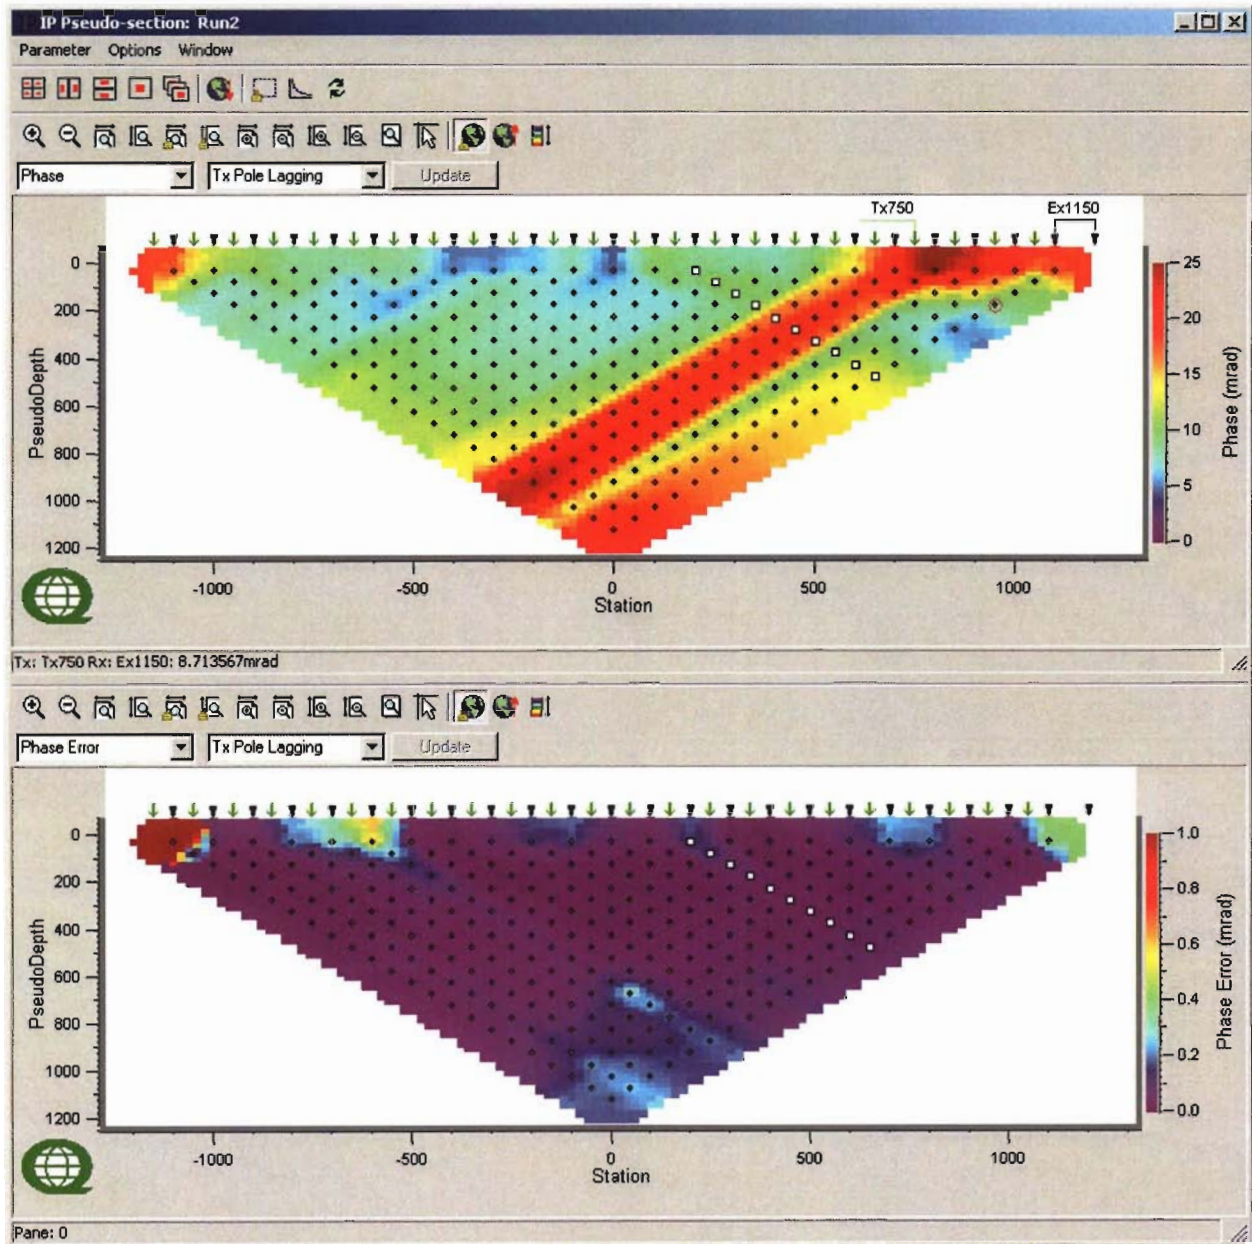 IP Pseudo-section: Run2
Parameter Options Window
Phase Tx Pole Lagging Update
Tx750 Ex1150
0
200
400
600
800
1000
1200
PseudoDepth
-1000 -500 0 500 1000
Station
25
20
15
10
5
0
Phase (mrad)
Tx: Tx750 Rx: Ex1150: 8.713567mrad
Phase Error Tx Pole Lagging Update
0
200
400
600
800
1000
1200
PseudoDepth
-1000 -500 0 500 1000
Station
1.0
0.8
0.6
0.4
0.2
0.0
Phase Error (mrad)
Pane: 0